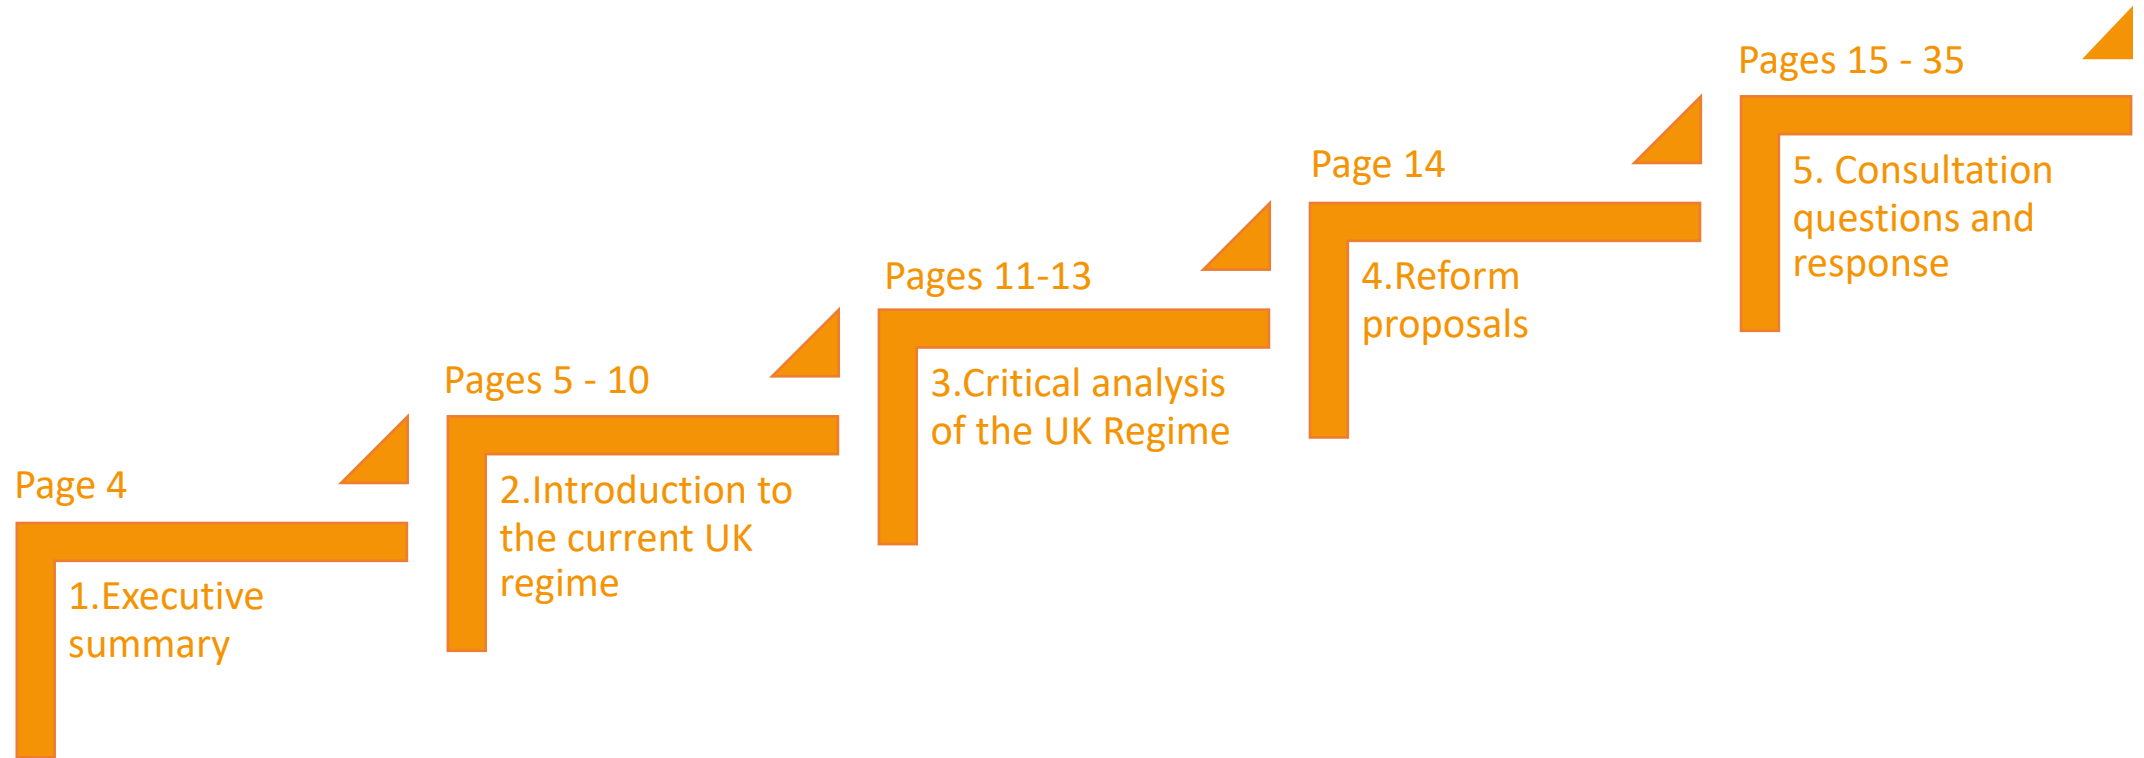 Page 4
1.Executive
summary
Pages 5 - 10
2.Introduction to
the current UK
regime
Pages 11-13
3.Critical analysis
of the UK Regime
Page 14
4.Reform
proposals
Pages 15 - 35
5. Consultation
questions and
response